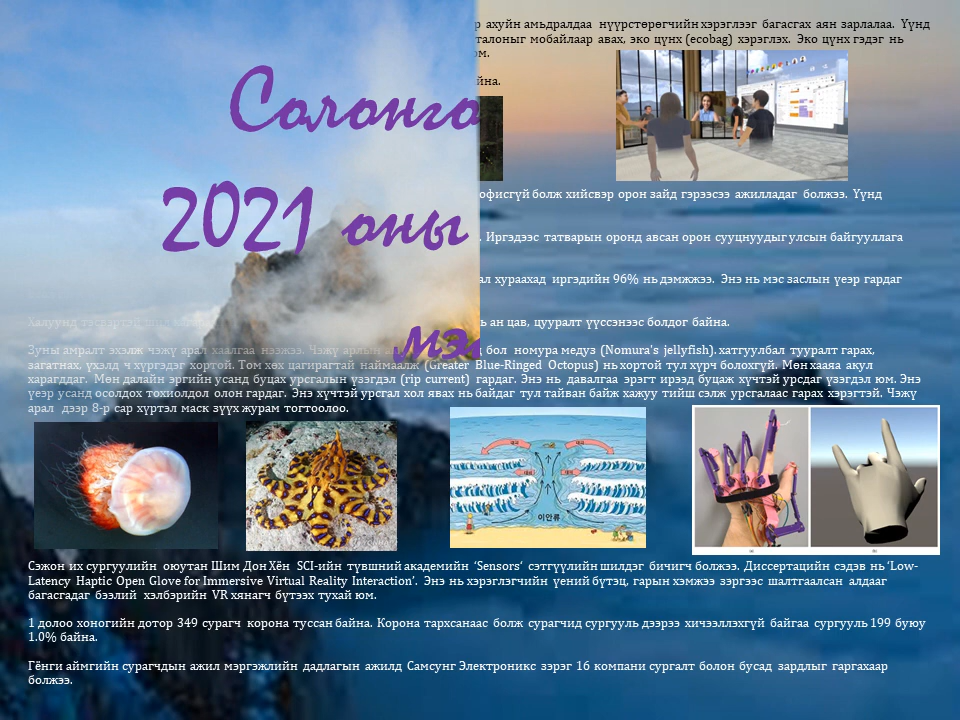 р ахуйн амьдралдаа нүүрстөрөгчийн хэрэглээг багасгах аян зарлалаа. Үүнд
талоныг мобайлаар авах, эко цүнх (ecobag) хэрэглэх. Эко цүнх гэдэг нь
юм.
йна.
Солонго
2021 оны
офисгүй болж хийсвэр орон зайд гэрээсээ ажилладаг болжээ. Үүнд
. Иргэдээс татварын оронд авсан орон сууцнуудыг улсын байгууллага
ал хураахад иргэдийн 96% нь дэмжжээ. Энэ нь мэс заслын үеэр гардаг
ь ан цав, цууралт үүссэнээс болдог байна.
мэ
Зуны амралт эхэлж чэжү арал хаалгаа нээжээ. Чэжү арлын бол номура медуз (Nomura's jellyfish). хатгуулбал тууралт гарах,
загатнах, үхэлд ч хүргэдэг хортой. Том хөх цагирагтай наймаалж (Greater Blue-Ringed Octopus) нь хортой тул хүрч болохгүй. Мөн хааяа акул
харагддаг. Мөн далайн эргийн усанд буцах урсгалын үзэгдэл (rip current) гардаг. Энэ нь давалгаа эрэгт ирээд буцаж хүчтэй урсдаг үзэгдэл юм. Энэ
үеэр усанд осолдох тохиолдол олон гардаг. Энэ хүчтэй урсгал хол явах нь байдаг тул тайван байж хажуу тийш сэлж урсгалаас гарах хэрэгтэй. Чэжү
арал дээр 8-р сар хүртэл маск зүүх журам тогтоолоо.
이안류
Сэжон их сургуулийн оюутан Шим Дон Хён SCI-ийн түвшний академийн ‘Sensors’ сэтгүүлийн шилдэг бичигч болжээ. Диссертацийн сэдэв нь ‘Low-
Latency Haptic Open Glove for Immersive Virtual Reality Interaction’. Энэ нь хэрэглэгчийн үений бүтэц, гарын хэмжээ зэргээс шалтгаалсан алдааг
багасгадаг бээлий хэлбэрийн VR хянагч бүтээх тухай юм.
1 долоо хоногийн дотор 349 сурагч корона туссан байна. Корона тархсанаас болж сурагчид сургууль дээрээ хичээллэхгүй байгаа сургууль 199 буюу
1.0% байна.
Гёнги аймгийн сурагчдын ажил мэргэжлийн дадлагын ажилд Самсунг Электроникс зэрэг 16 компани сургалт болон бусад зардлыг гаргахаар
болжээ.